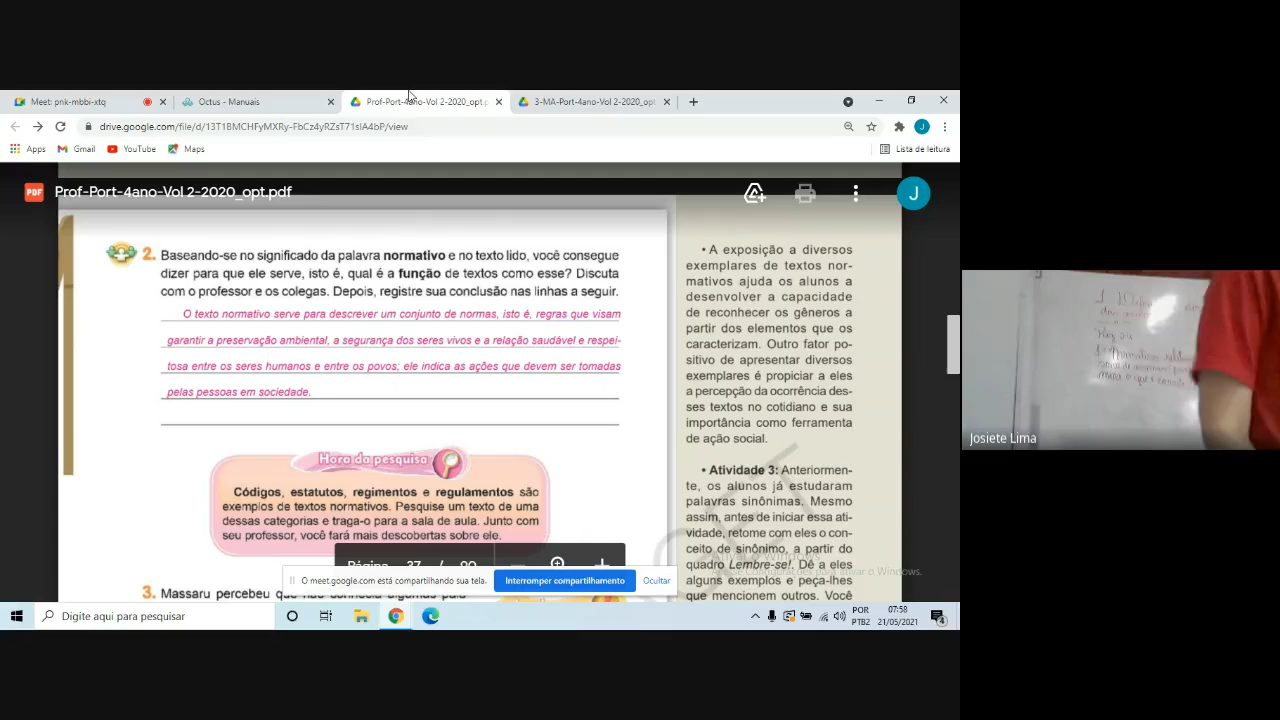 Meet: pnk-mbbi-xtq
Octus - Manuais
Prof-Port-4ano-Vol 2-2020_opt.p
3-MA-Port-4ano-Vol 2-2020_opt
drive.google.com/file/d/13T1BMCHFyMXRy-FbCz4yRZsT71sIA4bP/view
J
Apps
Gmail
YouTube
Maps
Lista de leitura
PDF
Prof-Port-4ano-Vol 2-2020_opt.pdf
J
2. Baseando-se no significado da palavra normativo e no texto lido, você consegue
dizer para que ele serve, isto é, qual é a função de textos como esse? Discuta
com o professor e os colegas. Depois, registre sua conclusão nas linhas a seguir.
O texto normativo serve para descrever um conjunto de normas, isto é, regras que visam
garantir a preservação ambiental, a segurança dos seres vivos e a relação saudável e respei-
tosa entre os seres humanos e entre os povos; ele indica as ações que devem ser tomadas
pelas pessoas em sociedade.
Hora da pesquisa
Códigos, estatutos, regimentos e regulamentos são
exemplos de textos normativos. Pesquise um texto de uma
dessas categorias e traga-o para a sala de aula. Junto com
seu professor, você fará mais descobertas sobre ele.
Página 37 / 90
3. Massaru percebeu que não conhecia algumas pala
• A exposição a diversos
exemplares de textos nor-
mativos ajuda os alunos a
desenvolver a capacidade
de reconhecer os gêneros a
partir dos elementos que os
caracterizam. Outro fator po-
sitivo de apresentar diversos
exemplares é propiciar a eles
a percepção da ocorrência des-
ses textos no cotidiano e sua
importância como ferramenta
de ação social.
• Atividade 3: Anteriormen-
te, os alunos já estudaram
palavras sinônimas. Mesmo
assim, antes de iniciar essa ati-
vidade, retome com eles o con-
ceito de sinônimo, a partir do
quadro Lembre-se!. Dê a eles
alguns exemplos e peça-lhes
que mencionem outros. Você
O meet.google.com está compartilhando sua tela.
Interromper compartilhamento
Ocultar
Digite aqui para pesquisar
POR
PTB2
07:58
21/05/2021
4
Josiete Lima